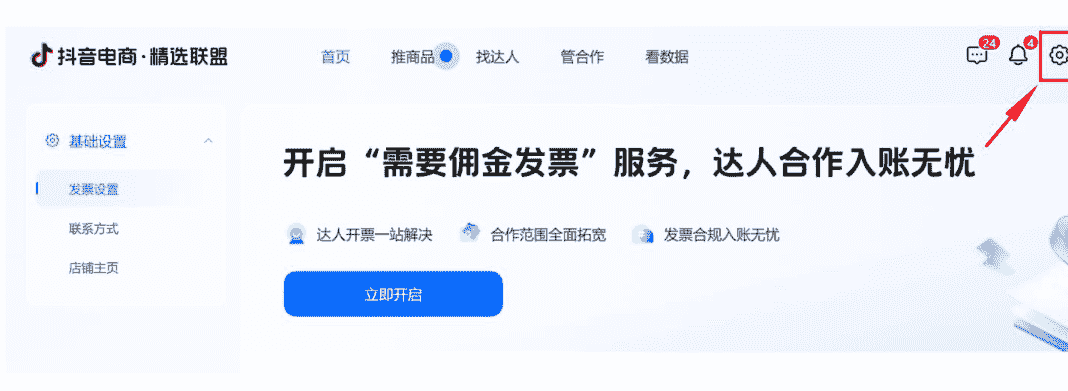 抖音电商·精选联盟 首页 推商品 找达人 管合作 看数据 24 4
基础设置
发票设置
联系方式
店铺主页
开启“需要佣金发票”服务，达人合作入账无忧
达人开票一站解决 合作范围全面拓宽 发票合规入账无忧
立即开启